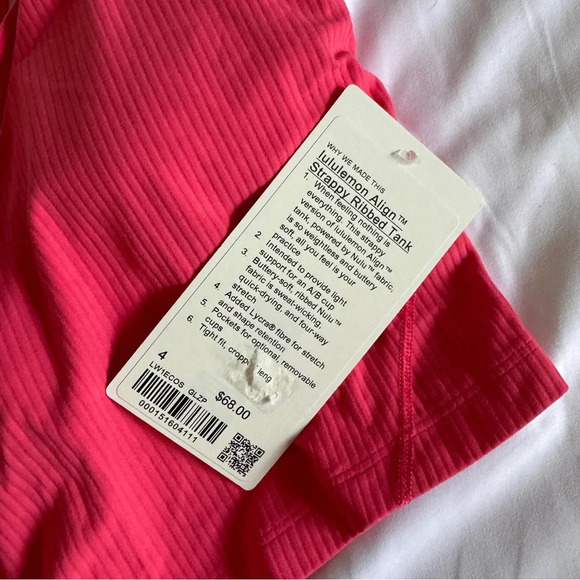 WHY WE MADE THIS
lululemon Align™
Strappy Ribbed Tank
1. When feeling nothing is
everything. This strappy
version of lululemon Align™
tank, powered by Nulu™ fabric,
is so weightless and buttery
soft, all you feel is your
practice
2. Intended to provide light
support for an A/B cup
3. Buttery-soft, ribbed Nulu™
fabric is sweat-wicking,
quick-drying, and four-way
stretch
4. Added Lycra® fibre for stretch
and shape retention
5. Pockets for optional, removable
cups
6. Tight fit, cropped leng
4
LW1ECOS GLZP
000151604111
$68.00